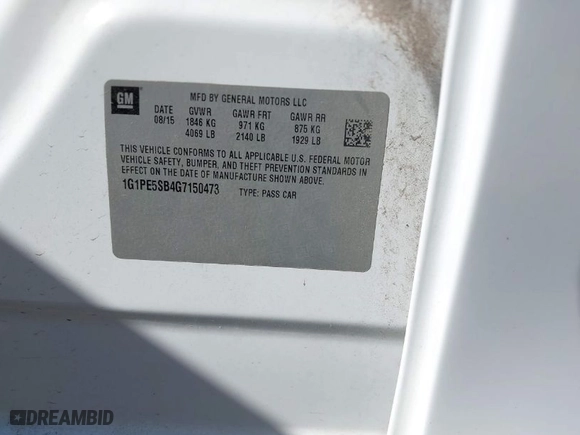 GM
MFD BY GENERAL MOTORS LLC
DATE GVWR GAWR FRT GAWR RR
08/15 1846 KG 971 KG 875 KG
4069 LB 2140 LB 1929 LB
THIS VEHICLE CONFORMS TO ALL APPLICABLE U.S. FEDERAL MOTOR
VEHICLE SAFETY, BUMPER, AND THEFT PREVENTION STANDARDS IN
EFFECT ON THE DATE OF MANUFACTURE SHOWN ABOVE.
1G1PE5SB4G7150473 TYPE: PASS CAR
DREAMBID